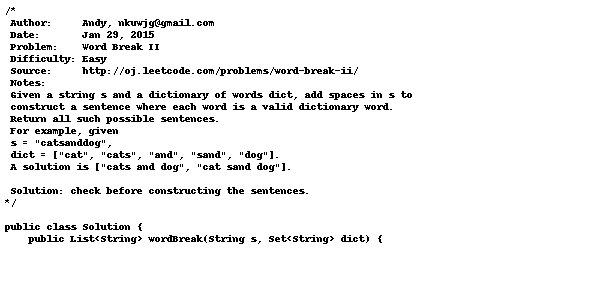 /*
 Author:     Andy, nkuwjg@gmail.com
 Date:       Jan 29, 2015
 Problem:    Word Break II
 Difficulty: Easy
 Source:     http://oj.leetcode.com/problems/word-break-ii/
 Notes:
 Given a string s and a dictionary of words dict, add spaces in s to
 construct a sentence where each word is a valid dictionary word.
 Return all such possible sentences.
 For example, given
 s = "catsanddog",
 dict = ["cat", "cats", "and", "sand", "dog"].
 A solution is ["cats and dog", "cat sand dog"].

 Solution: check before constructing the sentences.
*/

public class Solution {
    public List<String> wordBreak(String s, Set<String> dict) {